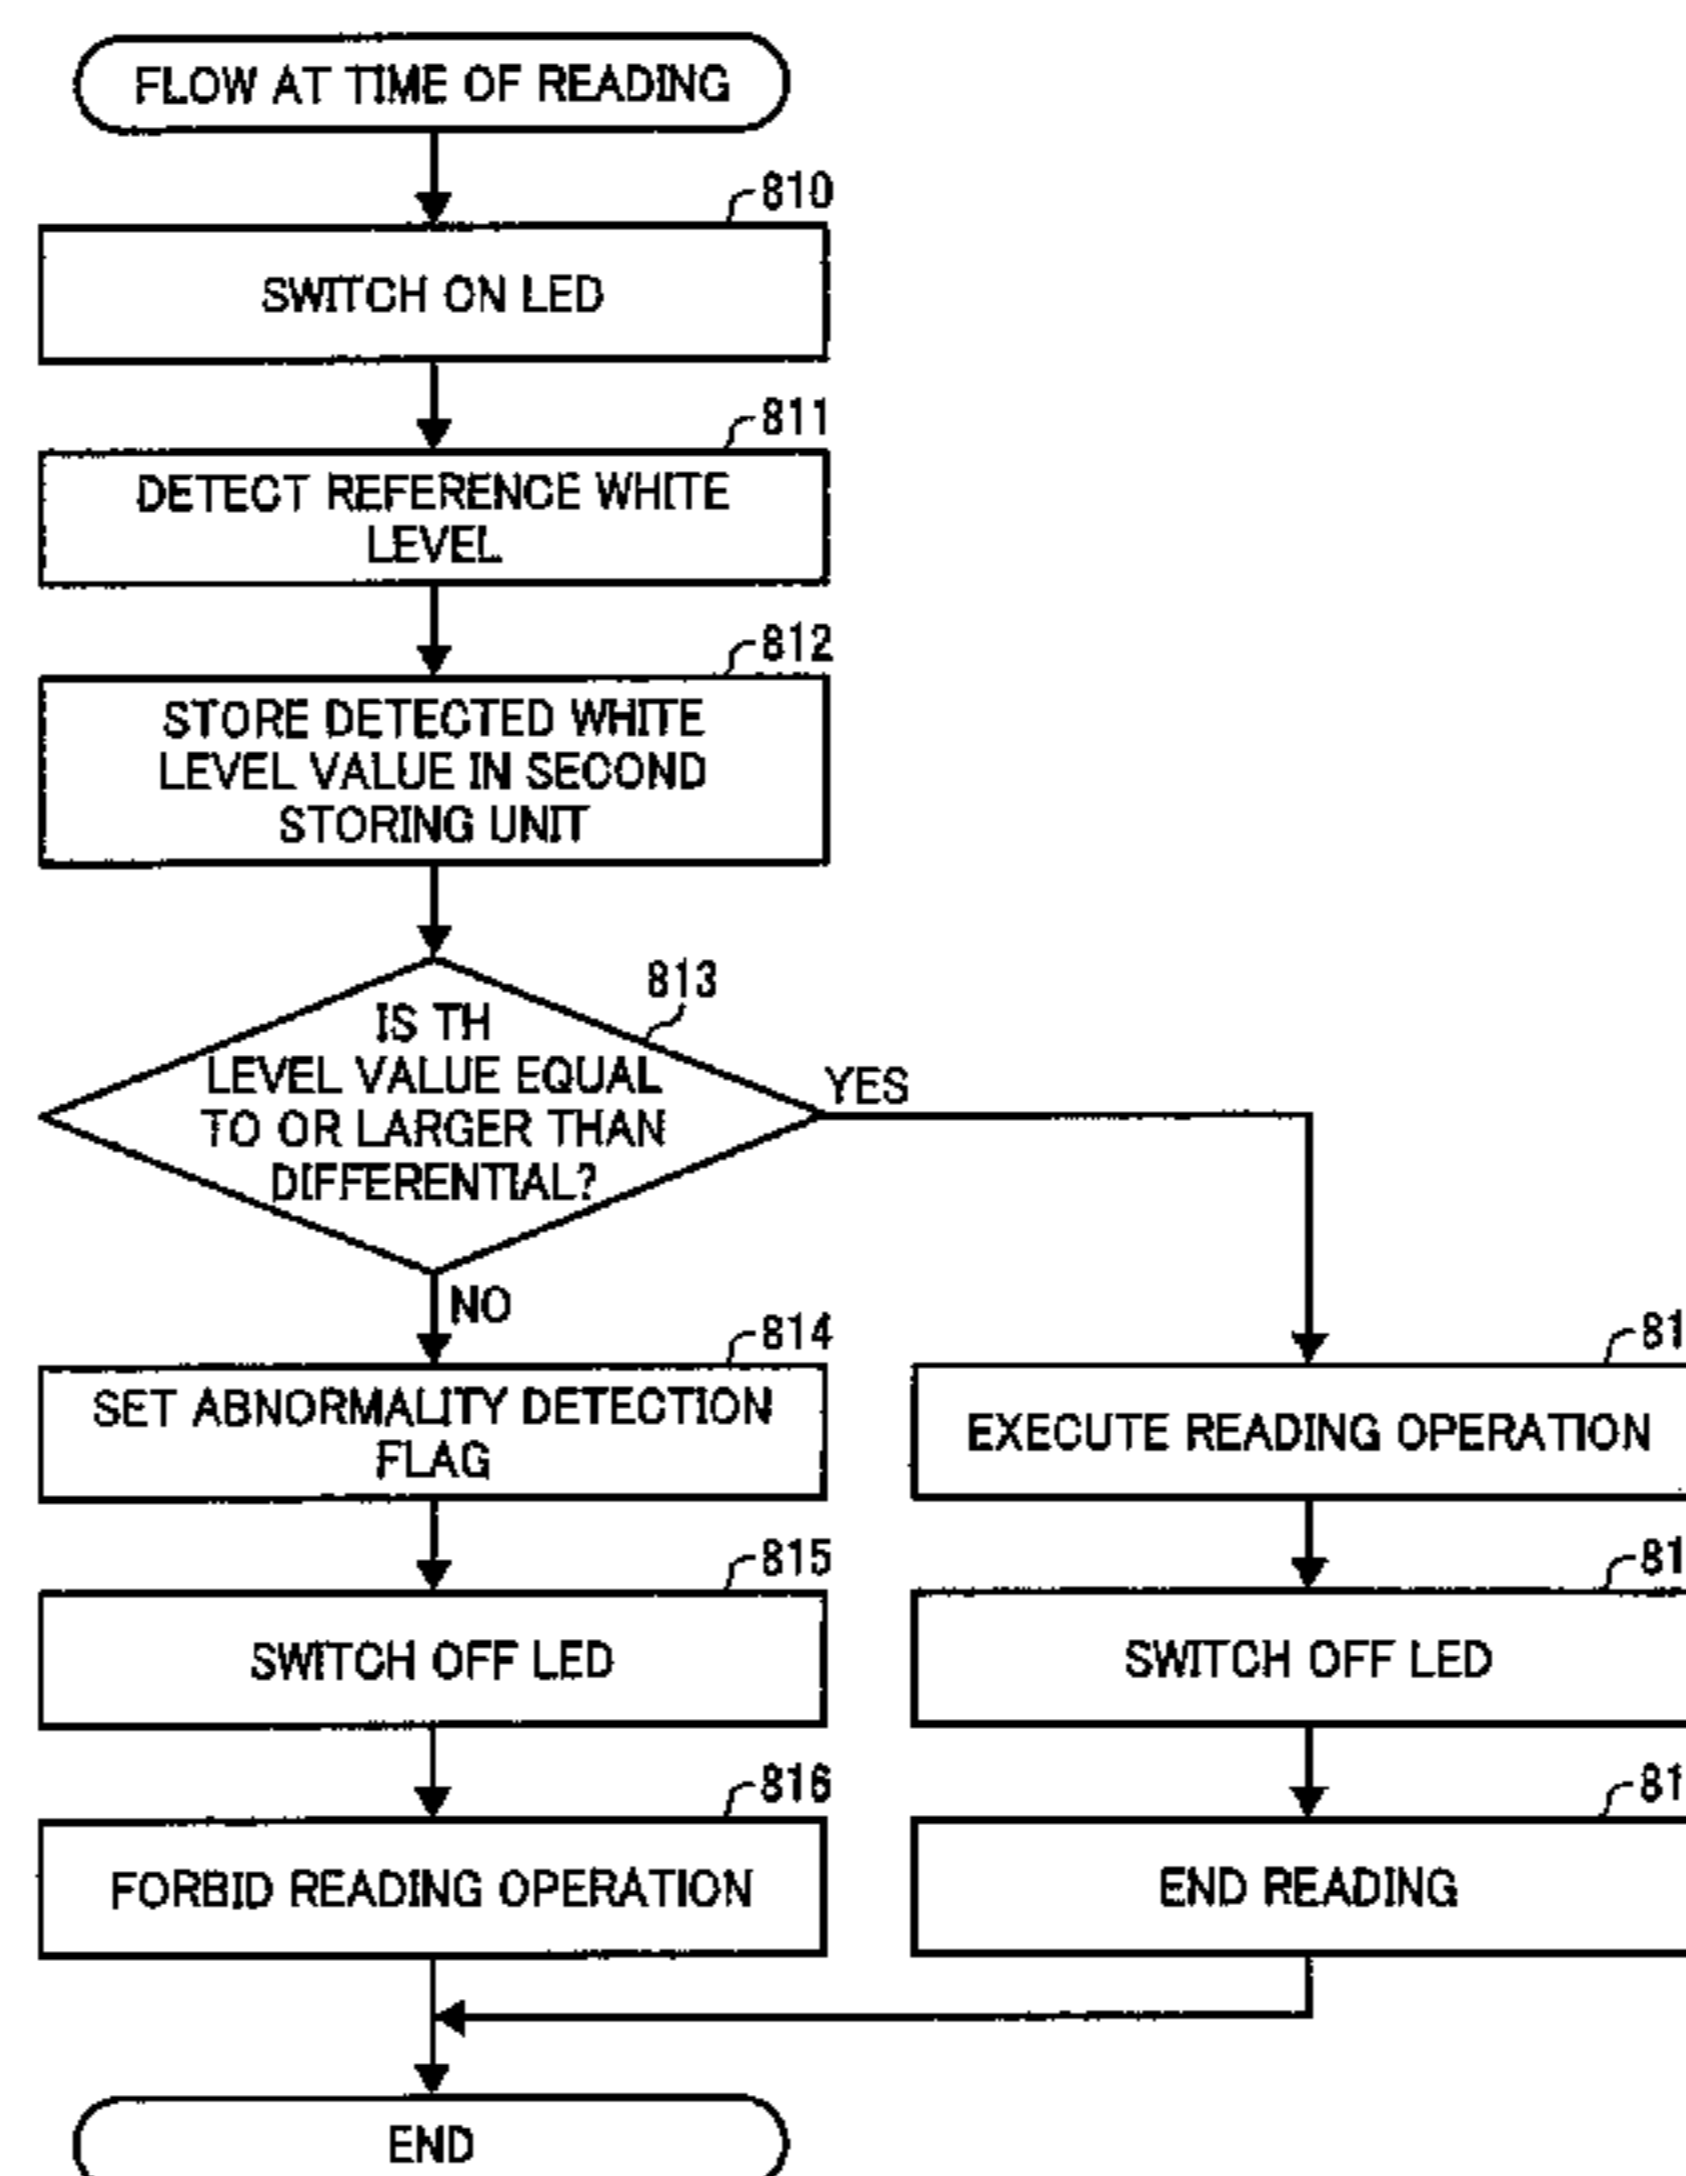 FLOW AT TIME OF READING
810
SWITCH ON LED
811
DETECT REFERENCE WHITE
LEVEL
812
STORE DETECTED WHITE
LEVEL VALUE IN SECOND
STORING UNIT
813
IS TH
LEVEL VALUE EQUAL
TO OR LARGER THAN
DIFFERENTIAL?
YES
NO
814
SET ABNORMALITY DETECTION
FLAG
81
EXECUTE READING OPERATION
815
SWITCH OFF LED
81
SWITCH OFF LED
816
FORBID READING OPERATION
81
END READING
END